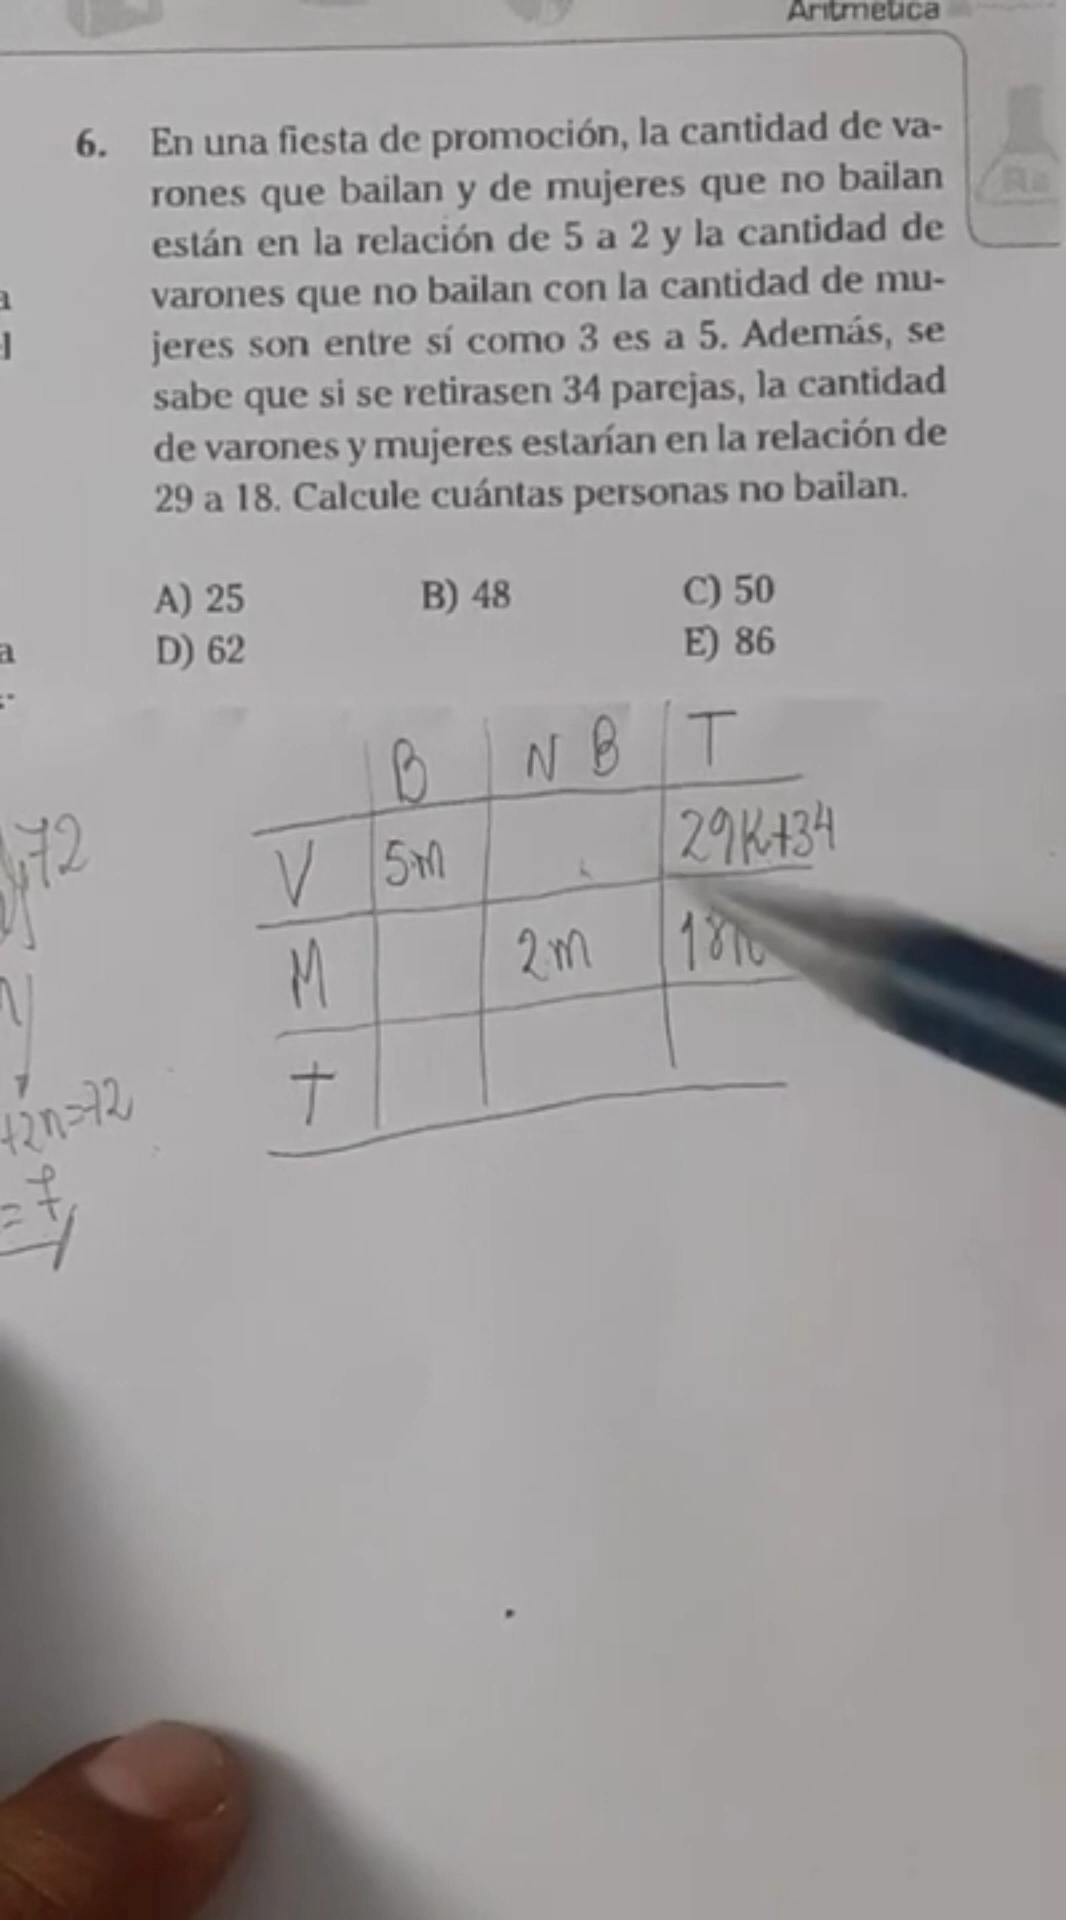 Aritmética
6. En una fiesta de promoción, la cantidad de va-
rones que bailan y de mujeres que no bailan
están en la relación de 5 a 2 y la cantidad de
varones que no bailan con la cantidad de mu-
jeres son entre sí como 3 es a 5. Además, se
sabe que si se retirasen 34 parejas, la cantidad
de varones y mujeres estarían en la relación de
29 a 18. Calcule cuántas personas no bailan.
A) 25 B) 48 C) 50
D) 62 E) 86
B N B T
V 5m 29K+34
M 2m
T
72
+2n=72
=7